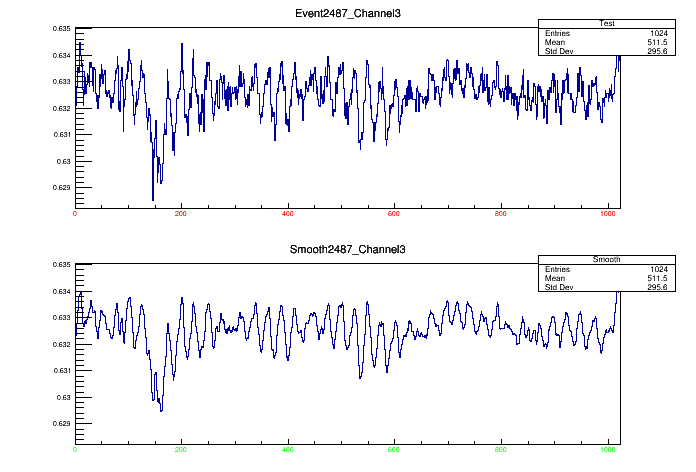 Event2487_Channel3
Test
Entries 1024
Mean 511.5
Std Dev 295.6
0.635
0.634
0.633
0.632
0.631
0.63
0.629
0 200 400 600 800 1000
Smooth2487_Channel3
Smooth
Entries 1024
Mean 511.5
Std Dev 295.6
0.635
0.634
0.633
0.632
0.631
0.63
0.629
0 200 400 600 800 1000